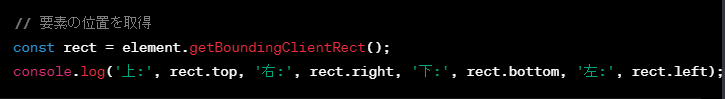 // 要素の位置を取得
const rect = element.getBoundingClientRect();
console.log('上:', rect.top, '右:', rect.right, '下:', rect.bottom, '左:', rect.left);